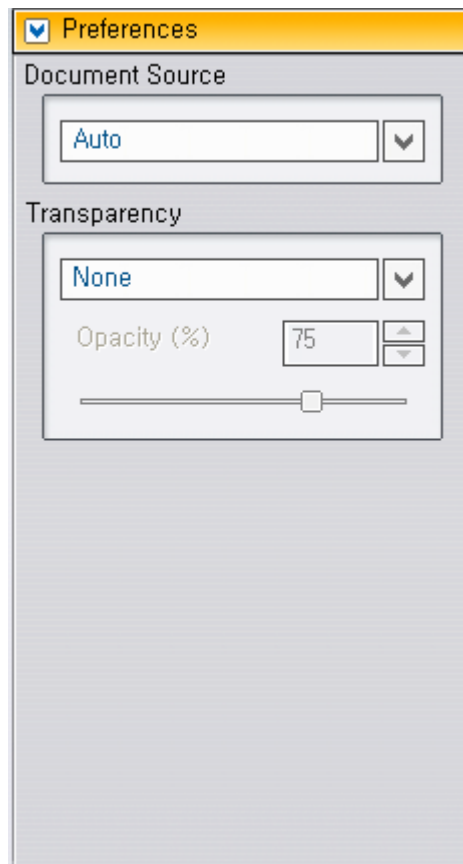 Preferences
Document Source
Auto
Transparency
None
Opacity (%) 75